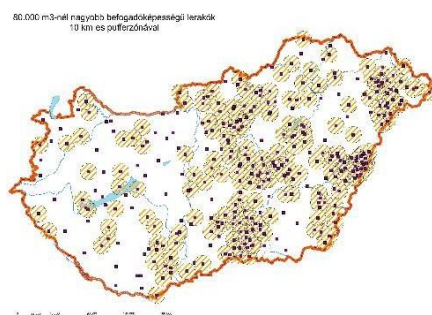 80.000 m3-nél nagyobb befogadóképességű lerakók
10 km es pufferzónával